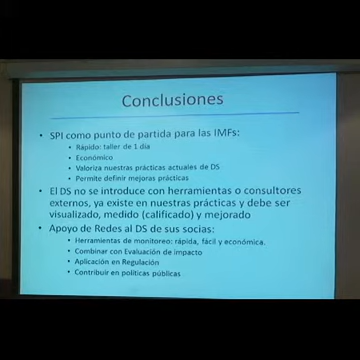 Conclusiones
• SPI como punto de partida para las IMFs:
• Rápido: taller de 1 día
• Económico
• Valoriza nuestras prácticas actuales de DS
• Permite definir mejoras prácticas
• El DS no se introduce con herramientas o consultores
externos, ya existe en nuestras prácticas y debe ser
visualizado, medido (calificado) y mejorado
• Apoyo de Redes al DS de sus socias:
• Herramientas de monitoreo: rápida, fácil y económica.
• Combinar con Evaluación de impacto
• Aplicación en Regulación
• Contribuir en políticas públicas